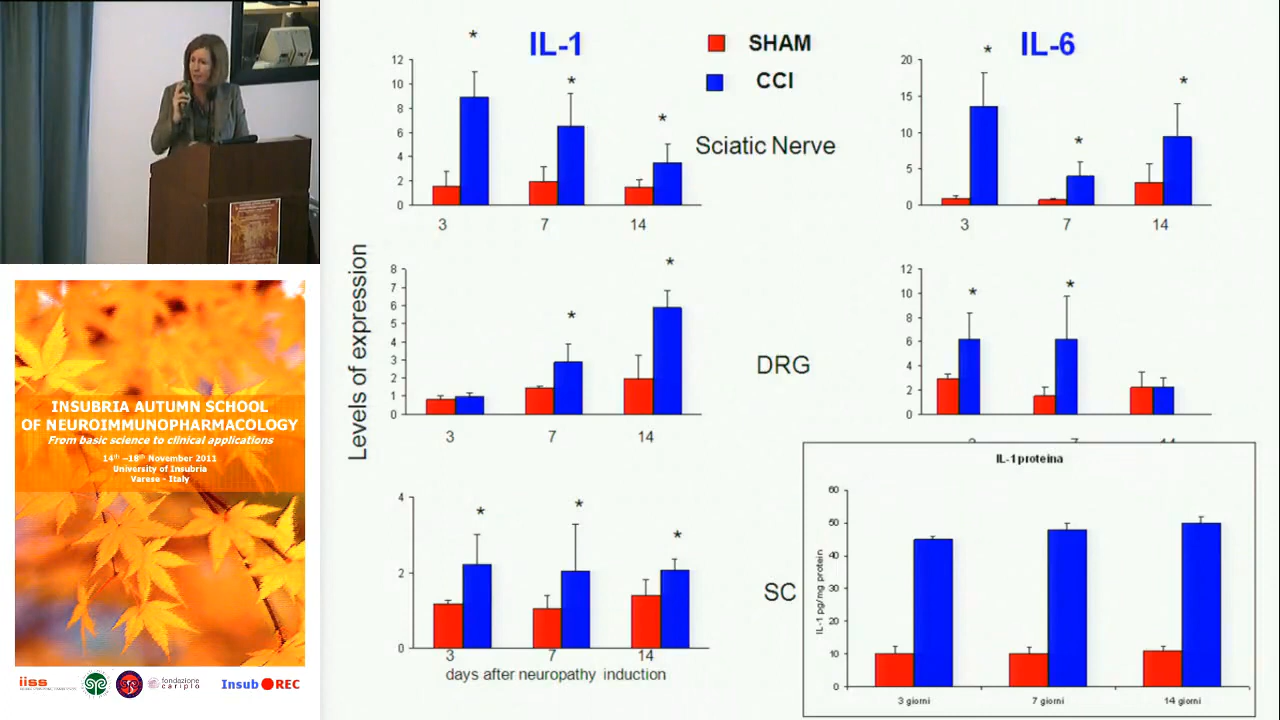 IL-1
SHAM
CCI
IL-6
*
*
*
*
*
*
12
10
8
6
4
2
0
3
7
14
Sciatic Nerve
20
15
10
5
0
3
7
14
Levels of expression
*
*
8
7
6
5
4
3
2
1
0
3
7
14
DRG
*
*
12
10
8
6
4
2
0
*
*
*
4
2
0
3
7
14
days after neuropathy induction
SC
IL-1 proteina
IL-1 pg/mg protein
60
50
40
30
20
10
0
3 giorni
7 giorni
14 giorni
INSUBRIA AUTUMN SCHOOL
OF NEUROIMMUNOPHARMACOLOGY
From basic science to clinical applications
14th –18th November 2011
University of Insubria
Varese - Italy
iiss
fondazione
cariplo
Insub REC